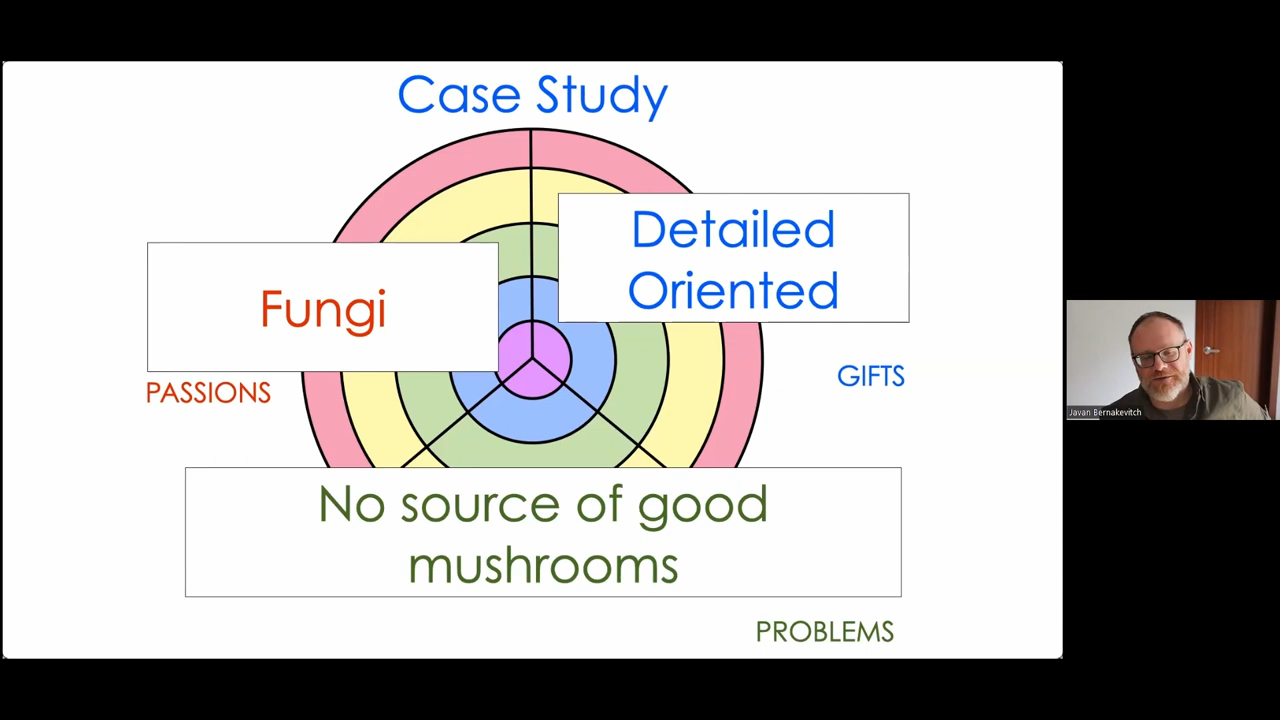 Case Study
Detailed
Oriented
Fungi
PASSIONS
GIFTS
No source of good
mushrooms
PROBLEMS
Javan Bernakevitch